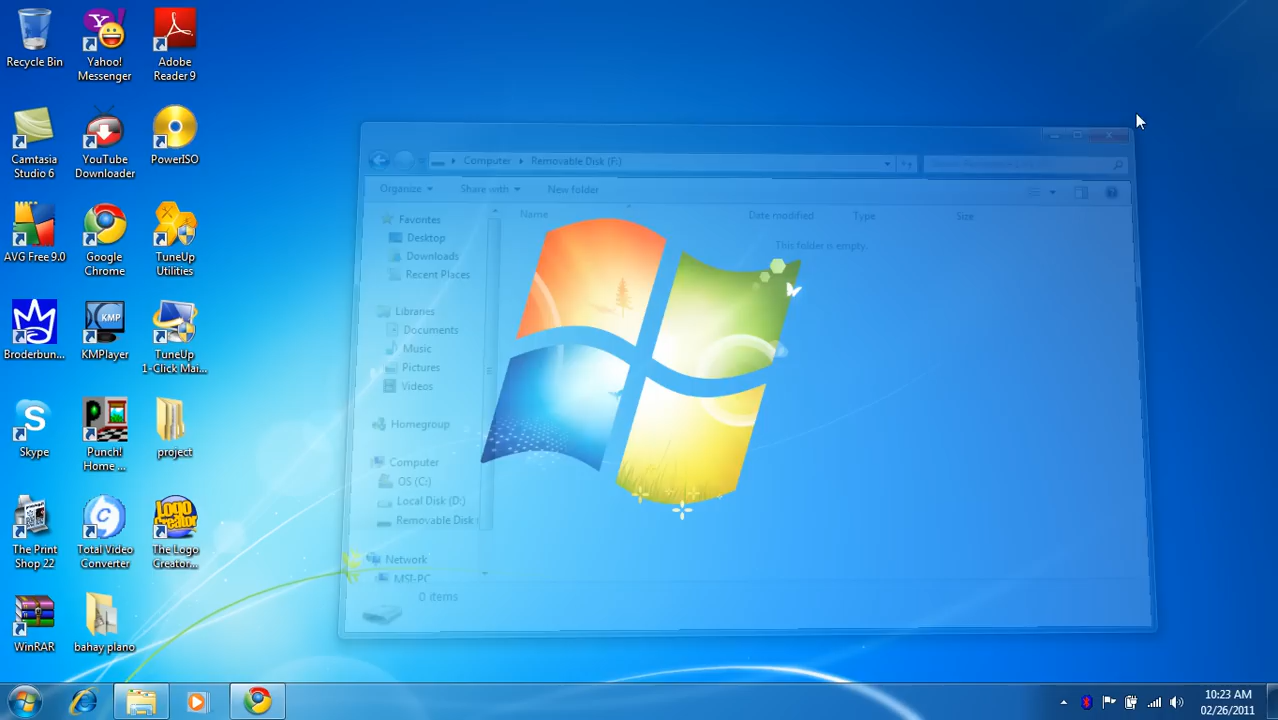 Recycle Bin
Yahoo!
Messenger
Adobe
Reader 9
Camtasia
Studio 6
YouTube
Downloader
PowerISO
AVG Free 9.0
Google
Chrome
TuneUp
Utilities
Broderbun...
KMP
KMPlayer
TuneUp
1-Click Mai...
Skype
Punch!
Home ...
project
The Print
Shop 22
Total Video
Converter
The Logo
Creator...
WinRAR
bahay plano
Computer
Removable Disk (F:)
Organize
Share with
New folder
Name
Date modified
Type
Size
This folder is empty.
Favorites
Desktop
Downloads
Recent Places
Libraries
Documents
Music
Pictures
Videos
Homegroup
Computer
OS (C:)
Local Disk (D:)
Removable Disk
Network
MSI-PC
0 items
10:23 AM
02/26/2011